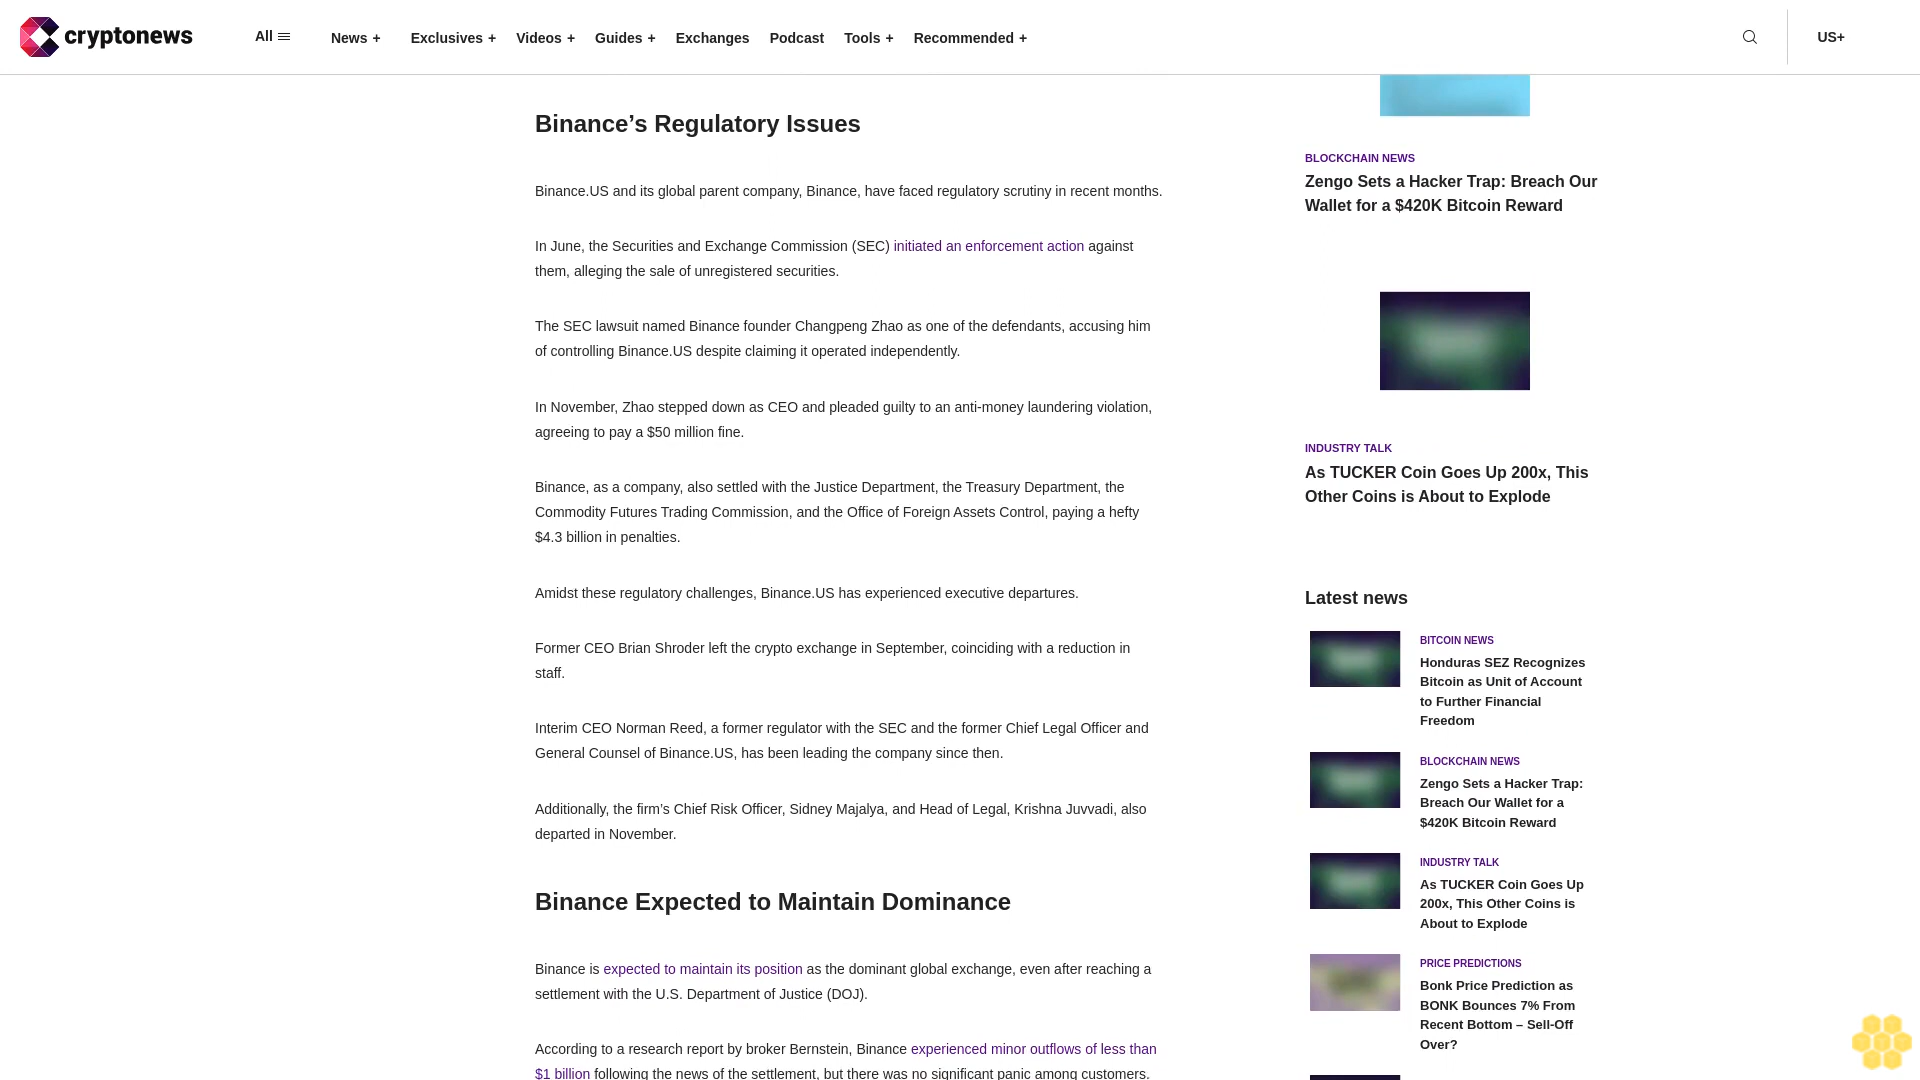 cryptonews
All
News +
Exclusives +
Videos +
Guides +
Exchanges
Podcast
Tools +
Recommended +
US+
Binance’s Regulatory Issues
Binance.US and its global parent company, Binance, have faced regulatory scrutiny in recent months.
In June, the Securities and Exchange Commission (SEC) initiated an enforcement action against
them, alleging the sale of unregistered securities.
The SEC lawsuit named Binance founder Changpeng Zhao as one of the defendants, accusing him
of controlling Binance.US despite claiming it operated independently.
In November, Zhao stepped down as CEO and pleaded guilty to an anti-money laundering violation,
agreeing to pay a $50 million fine.
Binance, as a company, also settled with the Justice Department, the Treasury Department, the
Commodity Futures Trading Commission, and the Office of Foreign Assets Control, paying a hefty
$4.3 billion in penalties.
Amidst these regulatory challenges, Binance.US has experienced executive departures.
Former CEO Brian Shroder left the crypto exchange in September, coinciding with a reduction in
staff.
Interim CEO Norman Reed, a former regulator with the SEC and the former Chief Legal Officer and
General Counsel of Binance.US, has been leading the company since then.
Additionally, the firm’s Chief Risk Officer, Sidney Majalya, and Head of Legal, Krishna Juvvadi, also
departed in November.
Binance Expected to Maintain Dominance
Binance is expected to maintain its position as the dominant global exchange, even after reaching a
settlement with the U.S. Department of Justice (DOJ).
According to a research report by broker Bernstein, Binance experienced minor outflows of less than
$1 billion following the news of the settlement, but there was no significant panic among customers.
BLOCKCHAIN NEWS
Zengo Sets a Hacker Trap: Breach Our
Wallet for a $420K Bitcoin Reward
INDUSTRY TALK
As TUCKER Coin Goes Up 200x, This
Other Coins is About to Explode
Latest news
BITCOIN NEWS
Honduras SEZ Recognizes
Bitcoin as Unit of Account
to Further Financial
Freedom
BLOCKCHAIN NEWS
Zengo Sets a Hacker Trap:
Breach Our Wallet for a
$420K Bitcoin Reward
INDUSTRY TALK
As TUCKER Coin Goes Up
200x, This Other Coins is
About to Explode
PRICE PREDICTIONS
Bonk Price Prediction as
BONK Bounces 7% From
Recent Bottom – Sell-Off
Over?